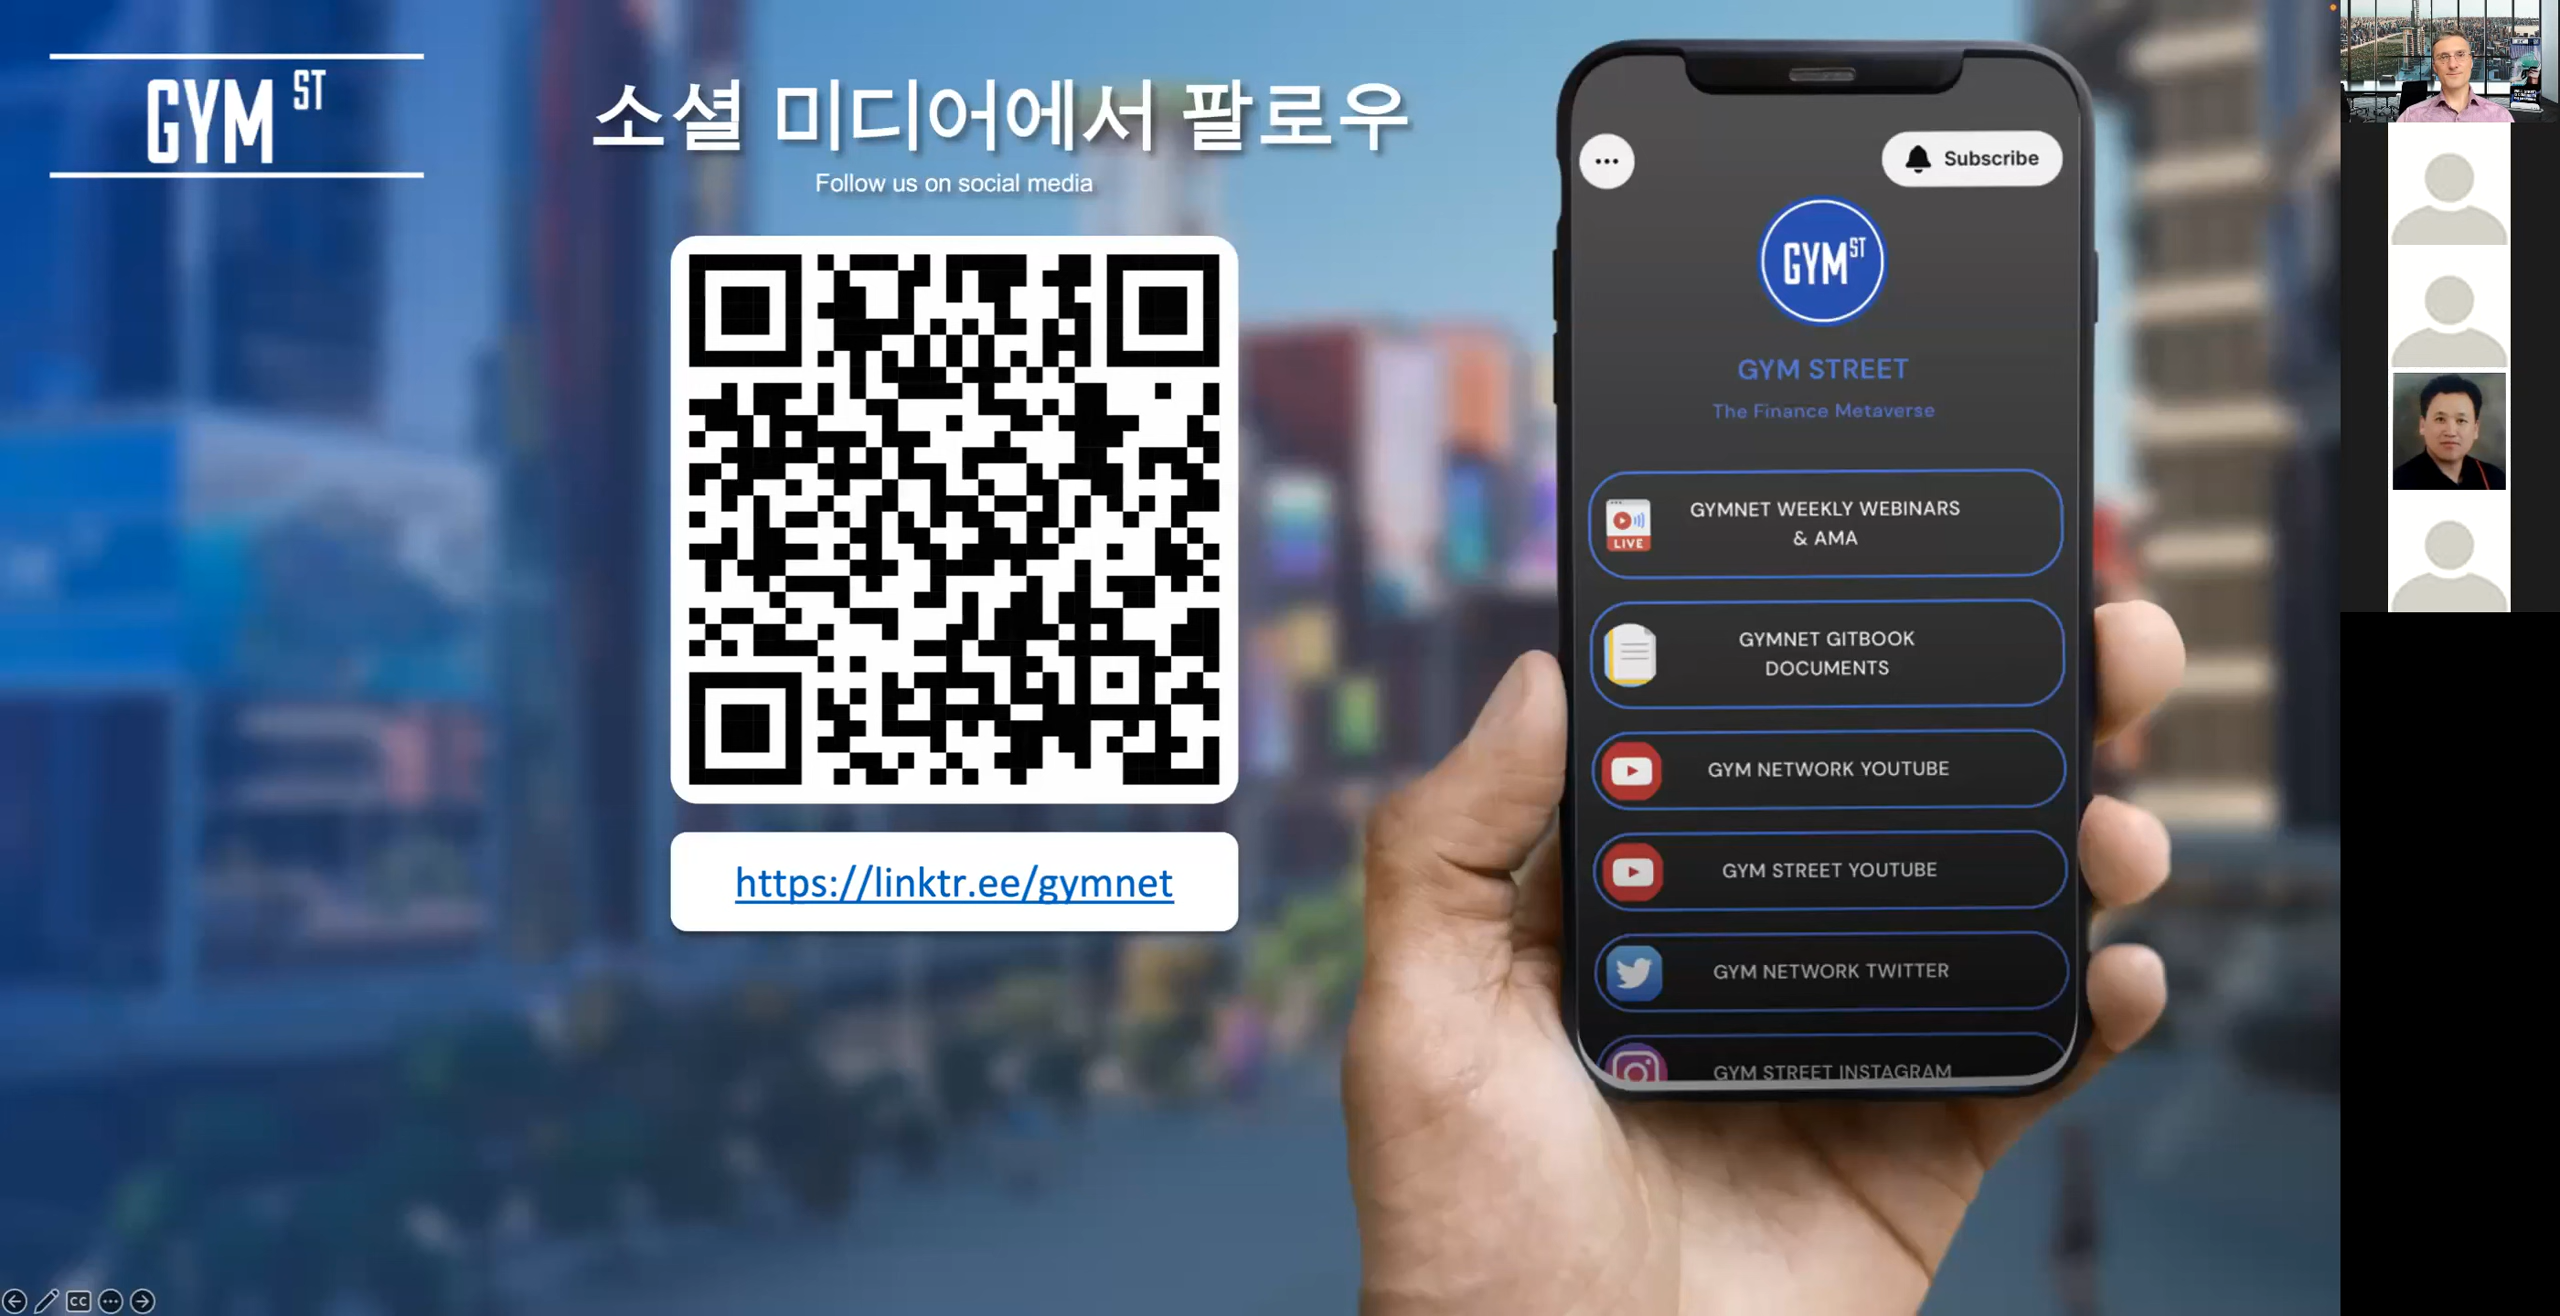 GYM ST
소셜 미디어에서 팔로우
Follow us on social media
https://linktr.ee/gymnet
Subscribe
GYM ST
GYM STREET
The Finance Metaverse
LIVE
GYMNET WEEKLY WEBINARS
& AMA
GYMNET GITBOOK
DOCUMENTS
GYM NETWORK YOUTUBE
GYM STREET YOUTUBE
GYM NETWORK TWITTER
GYM STREET INSTAGRAM
CC